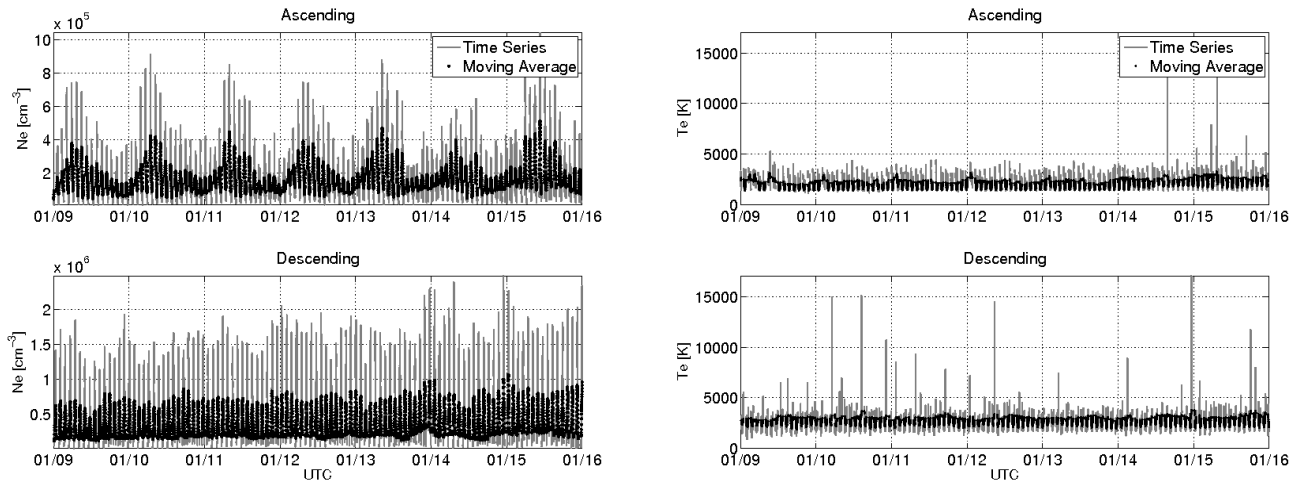 Ascending
x 10⁵
Ne [cm⁻³]
10
8
6
4
2
Time Series
Moving Average
01/09 01/10 01/11 01/12 01/13 01/14 01/15 01/16
Ascending
Te [K]
15000
10000
5000
0
Time Series
Moving Average
01/09 01/10 01/11 01/12 01/13 01/14 01/15 01/16
Descending
x 10⁶
Ne [cm⁻³]
2
1.5
1
0.5
01/09 01/10 01/11 01/12 01/13 01/14 01/15 01/16
UTC
Descending
Te [K]
15000
10000
5000
0
01/09 01/10 01/11 01/12 01/13 01/14 01/15 01/16
UTC